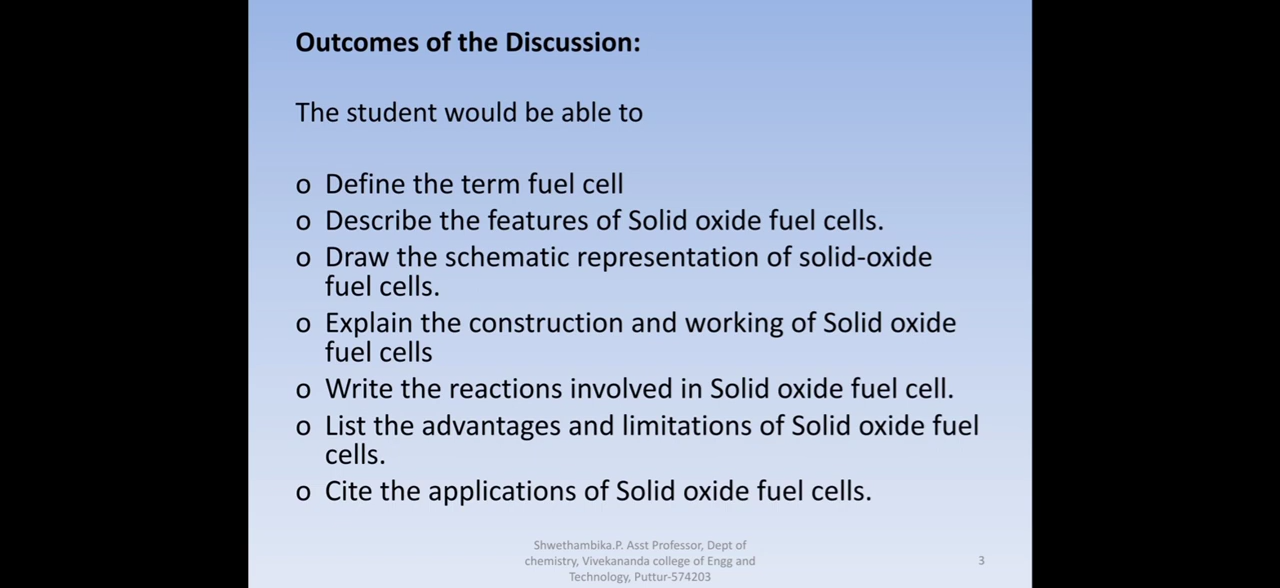 Outcomes of the Discussion:
The student would be able to
o Define the term fuel cell
o Describe the features of Solid oxide fuel cells.
o Draw the schematic representation of solid-oxide
fuel cells.
o Explain the construction and working of Solid oxide
fuel cells
o Write the reactions involved in Solid oxide fuel cell.
o List the advantages and limitations of Solid oxide fuel
cells.
o Cite the applications of Solid oxide fuel cells.
Shwethambika.P. Asst Professor, Dept of
chemistry, Vivekananda college of Engg and
Technology, Puttur-574203
3